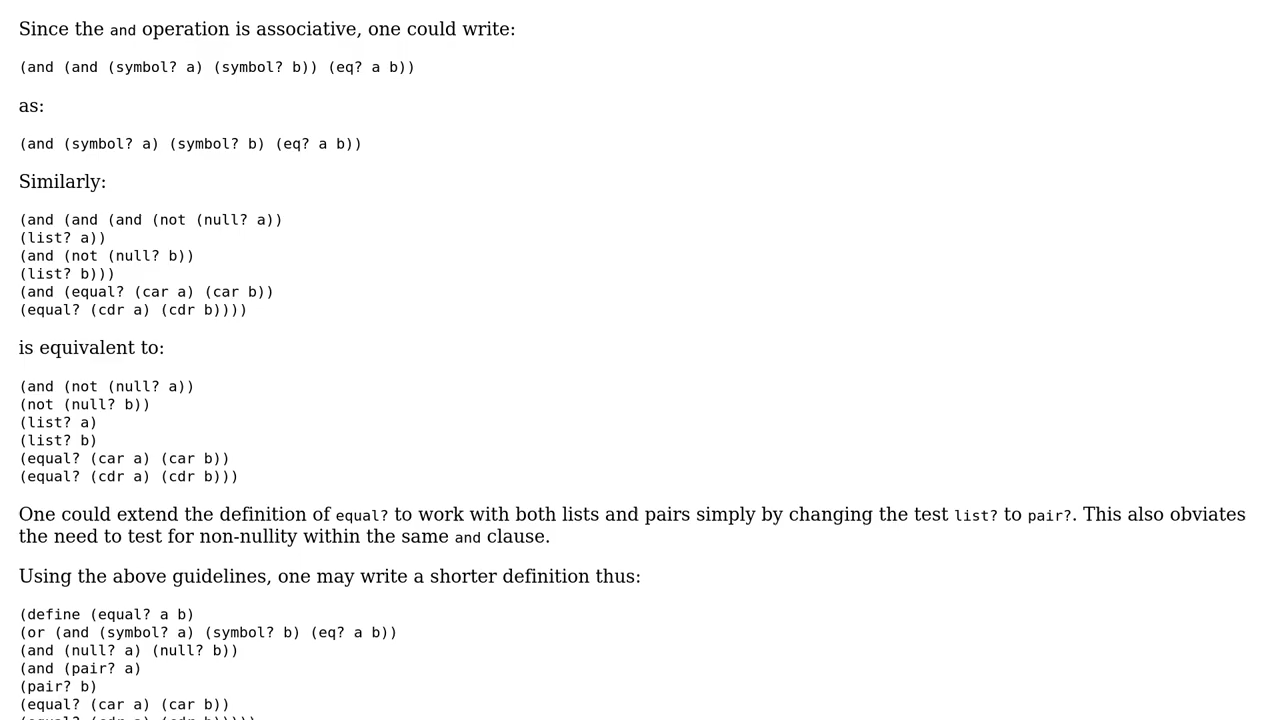 Since the and operation is associative, one could write:
(and (and (symbol? a) (symbol? b)) (eq? a b))
as:
(and (symbol? a) (symbol? b) (eq? a b))
Similarly:
(and (and (and (not (null? a))
(list? a))
(and (not (null? b))
(list? b)))
(and (equal? (car a) (car b))
(equal? (cdr a) (cdr b))))
is equivalent to:
(and (not (null? a))
(not (null? b))
(list? a)
(list? b)
(equal? (car a) (car b))
(equal? (cdr a) (cdr b)))
One could extend the definition of equal? to work with both lists and pairs simply by changing the test list? to pair?. This also obviates
the need to test for non-nullity within the same and clause.
Using the above guidelines, one may write a shorter definition thus:
(define (equal? a b)
(or (and (symbol? a) (symbol? b) (eq? a b))
(and (null? a) (null? b))
(and (pair? a)
(pair? b)
(equal? (car a) (car b))
(equal? (cdr a) (cdr b)))))